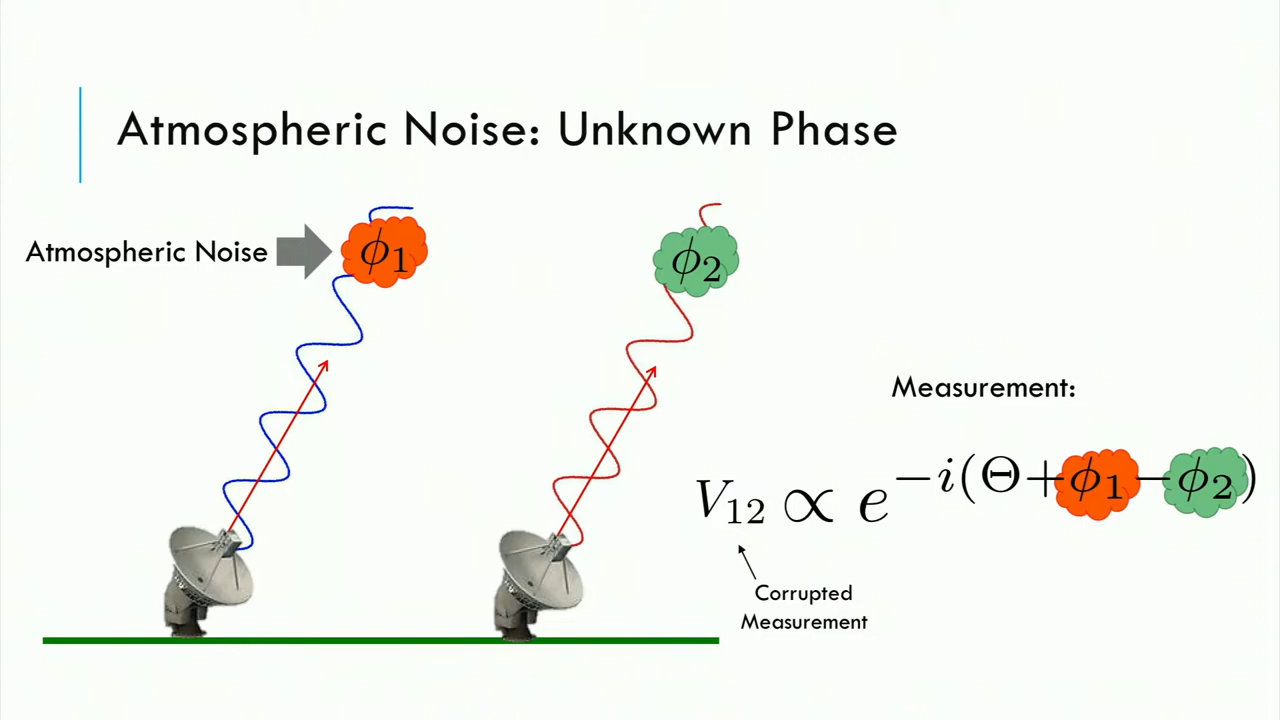 Atmospheric Noise: Unknown Phase
Atmospheric Noise
ϕ₁
ϕ₂
Measurement:
V₁₂ ∝ e^{−i(Θ+ϕ₁−ϕ₂)}
Corrupted
Measurement